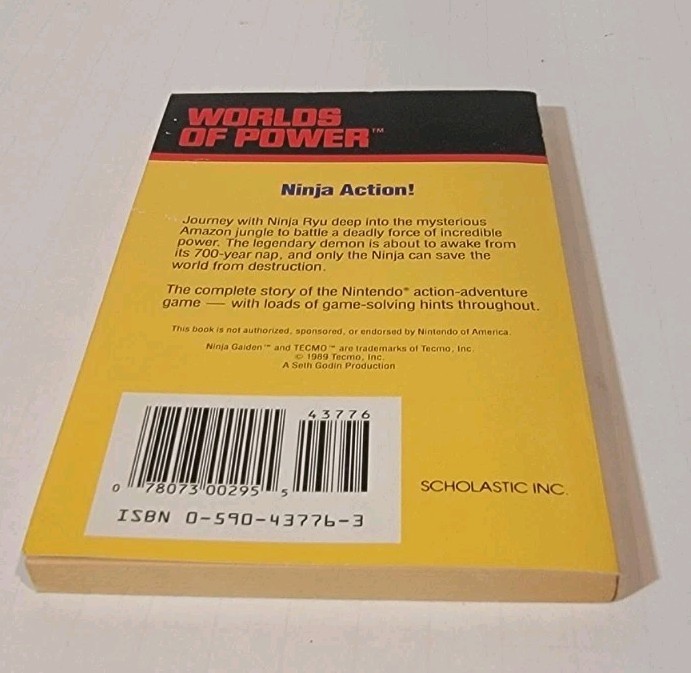 WORLDS
OF POWER™
Ninja Action!
Journey with Ninja Ryu deep into the mysterious
Amazon jungle to battle a deadly force of incredible
power. The legendary demon is about to awake from
its 700-year nap, and only the Ninja can save the
world from destruction.
The complete story of the Nintendo® action-adventure
game — with loads of game-solving hints throughout.
This book is not authorized, sponsored, or endorsed by Nintendo of America.
Ninja Gaiden™ and TECMO™ are trademarks of Tecmo, Inc.
© 1989 Tecmo, Inc.
A Seth Godin Production
43776
0 78073 00295 5
ISBN 0-590-43776-3
SCHOLASTIC INC.